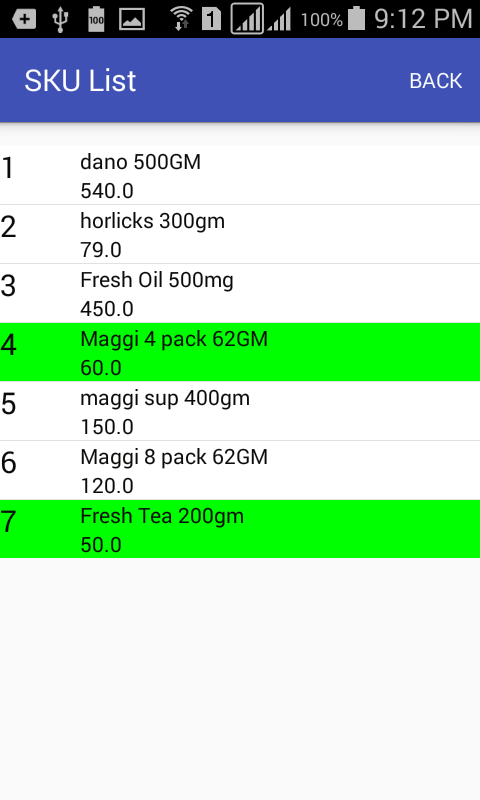 100 1 100% 9:12 PM
SKU List BACK
1 dano 500GM
540.0
2 horlicks 300gm
79.0
3 Fresh Oil 500mg
450.0
4 Maggi 4 pack 62GM
60.0
5 maggi sup 400gm
150.0
6 Maggi 8 pack 62GM
120.0
7 Fresh Tea 200gm
50.0